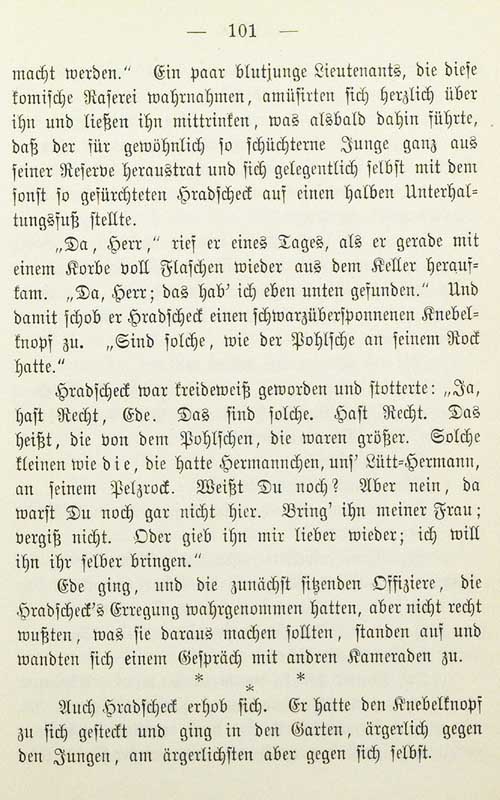 — 101 —
macht werden.“ Ein paar blutjunge Lieutenants, die diese
komische Raserei wahrnahmen, amüsirten sich herzlich über
ihn und ließen ihn mittrinken, was alsbald dahin führte,
daß der für gewöhnlich so schüchterne Junge ganz aus
seiner Reserve heraustrat und sich gelegentlich selbst mit dem
sonst so gefürchteten Hradscheck auf einen halben Unterhal-
tungsfuß stellte.
„Da, Herr,“ rief er eines Tages, als er gerade mit
einem Korbe voll Flaschen wieder aus dem Keller herauf-
kam. „Da, Herr; das hab' ich eben unten gefunden.“ Und
damit schob er Hradscheck einen schwarzübersponnenen Knebel-
knopf zu. „Sind solche, wie der Pohlsche an seinem Rock
hatte.“
Hradscheck war kreideweiß geworden und stotterte: „Ja,
hast Recht, Ede. Das sind solche. Hast Recht. Das
heißt, die von dem Pohlschen, die waren größer. Solche
kleinen wie die, die hatte Hermannchen, uns' Lütt-Hermann,
an seinem Pelzrock. Weißt Du noch? Aber nein, da
warst Du noch gar nicht hier. Bring' ihn meiner Frau;
vergiß nicht. Oder gieb ihn mir lieber wieder; ich will
ihn ihr selber bringen.“
Ede ging, und die zunächst sitzenden Offiziere, die
Hradscheck's Erregung wahrgenommen hatten, aber nicht recht
wußten, was sie daraus machen sollten, standen auf und
wandten sich einem Gespräch mit andren Kameraden zu.
* * *
Auch Hradscheck erhob sich. Er hatte den Knebelknopf
zu sich gesteckt und ging in den Garten, ärgerlich gegen
den Jungen, am ärgerlichsten aber gegen sich selbst.